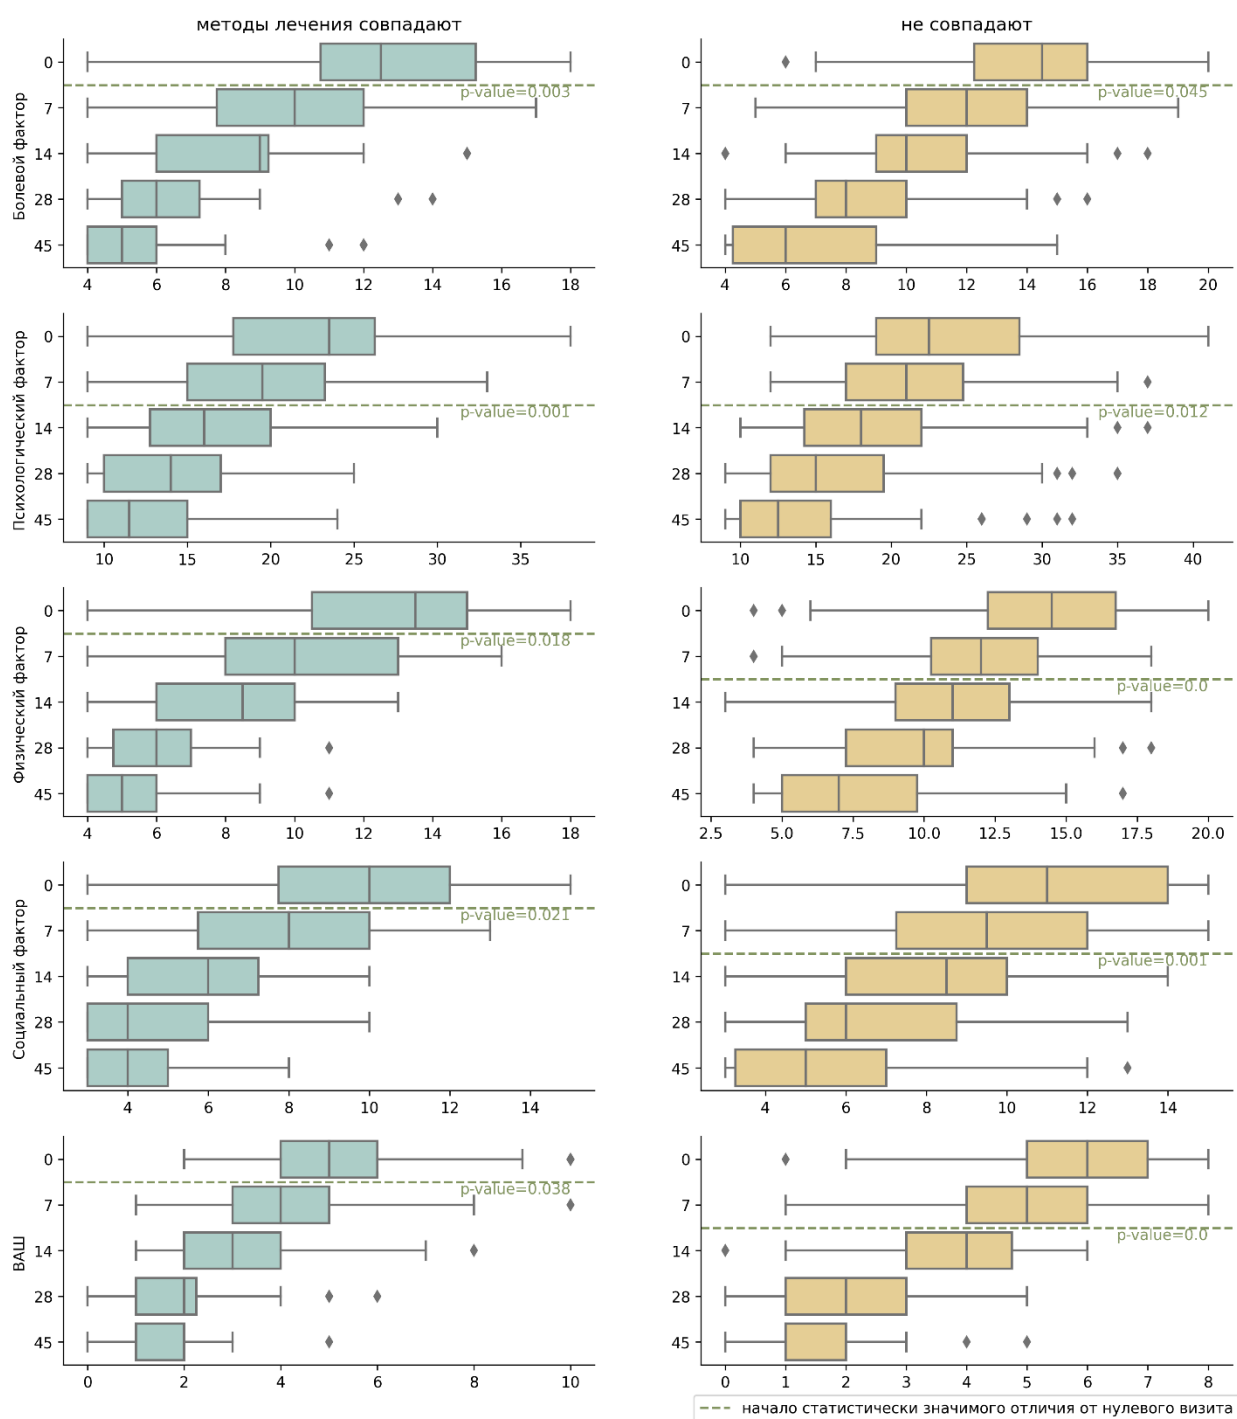 методы лечения совпадают
не совпадают
Болевой фактор
0
7
14
28
45
p-value=0.003
4 6 8 10 12 14 16 18
p-value=0.045
4 6 8 10 12 14 16 18 20
Психологический фактор
0
7
14
28
45
p-value=0.001
10 15 20 25 30 35
0
7
14
28
45
p-value=0.012
10 15 20 25 30 35 40
Физический фактор
0
7
14
28
45
p-value=0.018
4 6 8 10 12 14 16 18
0
7
14
28
45
p-value=0.0
2.5 5.0 7.5 10.0 12.5 15.0 17.5 20.0
Социальный фактор
0
7
14
28
45
p-value=0.021
4 6 8 10 12 14
0
7
14
28
45
p-value=0.001
4 6 8 10 12 14
ВАШ
0
7
14
28
45
p-value=0.038
0 2 4 6 8 10
0
7
14
28
45
p-value=0.0
0 1 2 3 4 5 6 7 8
начало статистически значимого отличия от нулевого визита